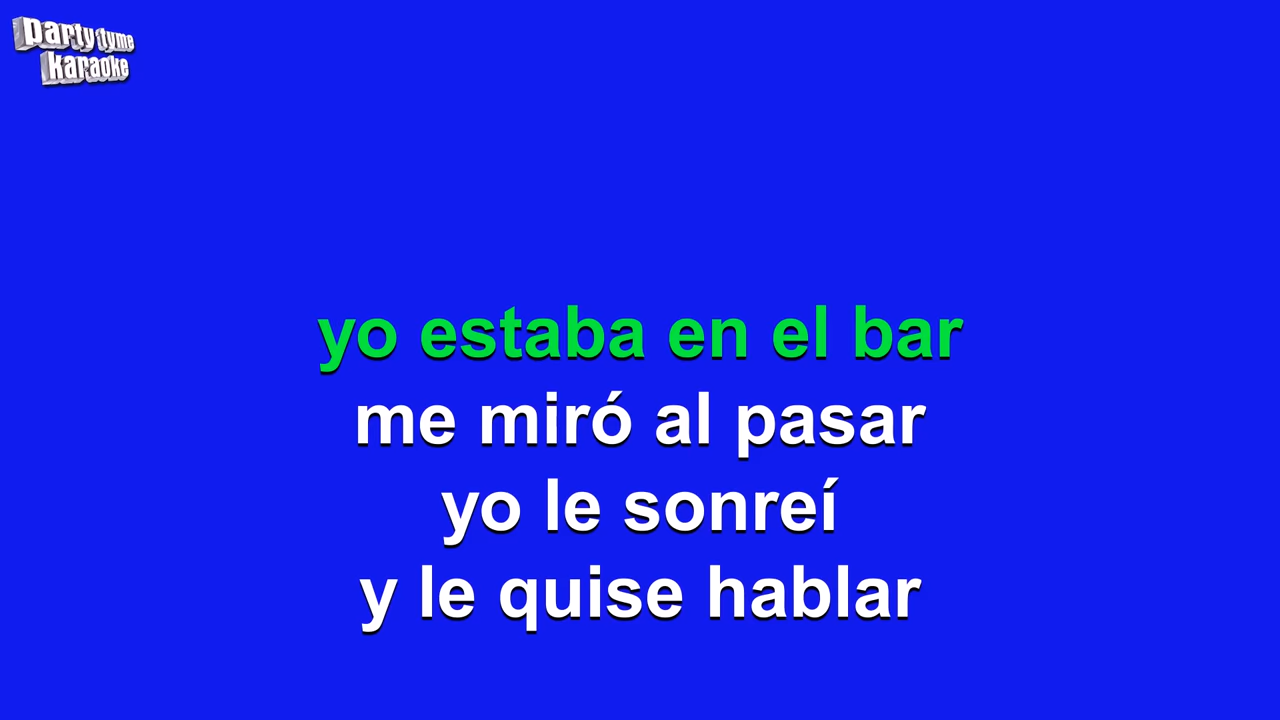 party tyme
karaoke
yo estaba en el bar
me miró al pasar
yo le sonreí
y le quise hablar